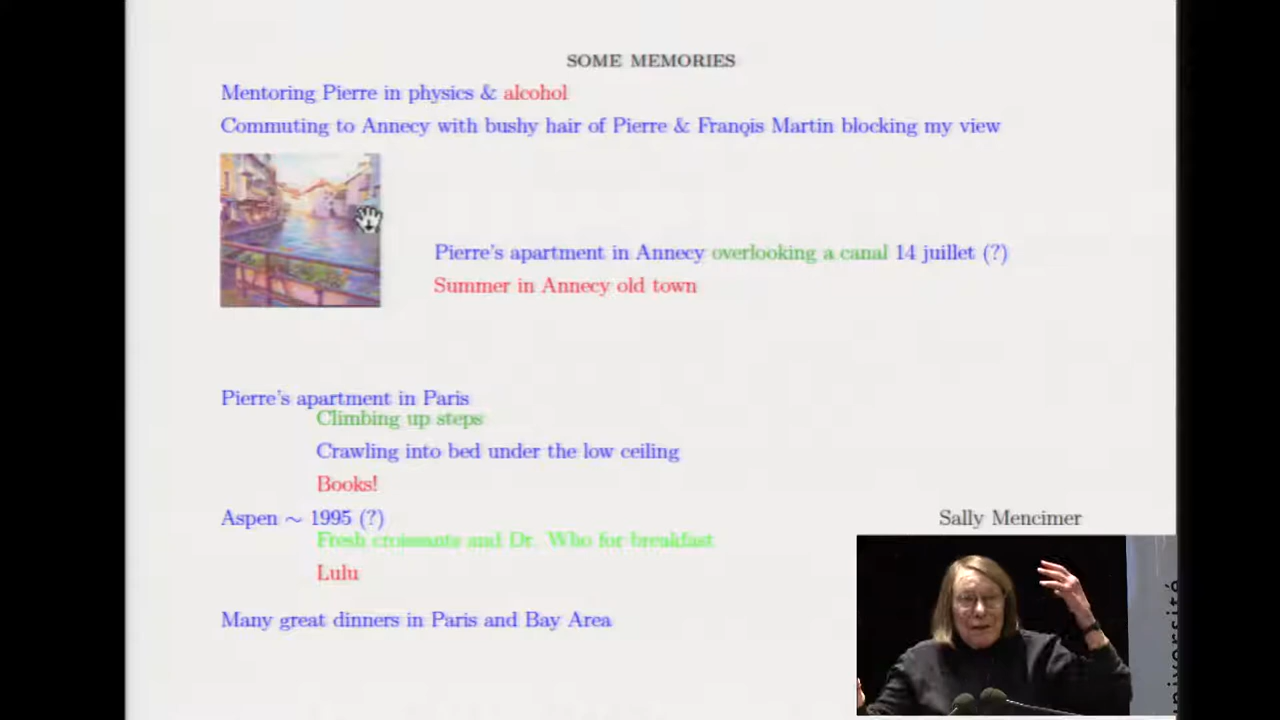 SOME MEMORIES
Mentoring Pierre in physics & alcohol
Commuting to Annecy with bushy hair of Pierre & Franọis Martin blocking my view
Pierre's apartment in Annecy overlooking a canal 14 juillet (?)
Summer in Annecy old town
Pierre's apartment in Paris
Climbing up steps
Crawling into bed under the low ceiling
Books!
Aspen ∼ 1995 (?)
Fresh croissants and Dr. Who for breakfast
Lulu
Many great dinners in Paris and Bay Area
Sally Mencimer
université